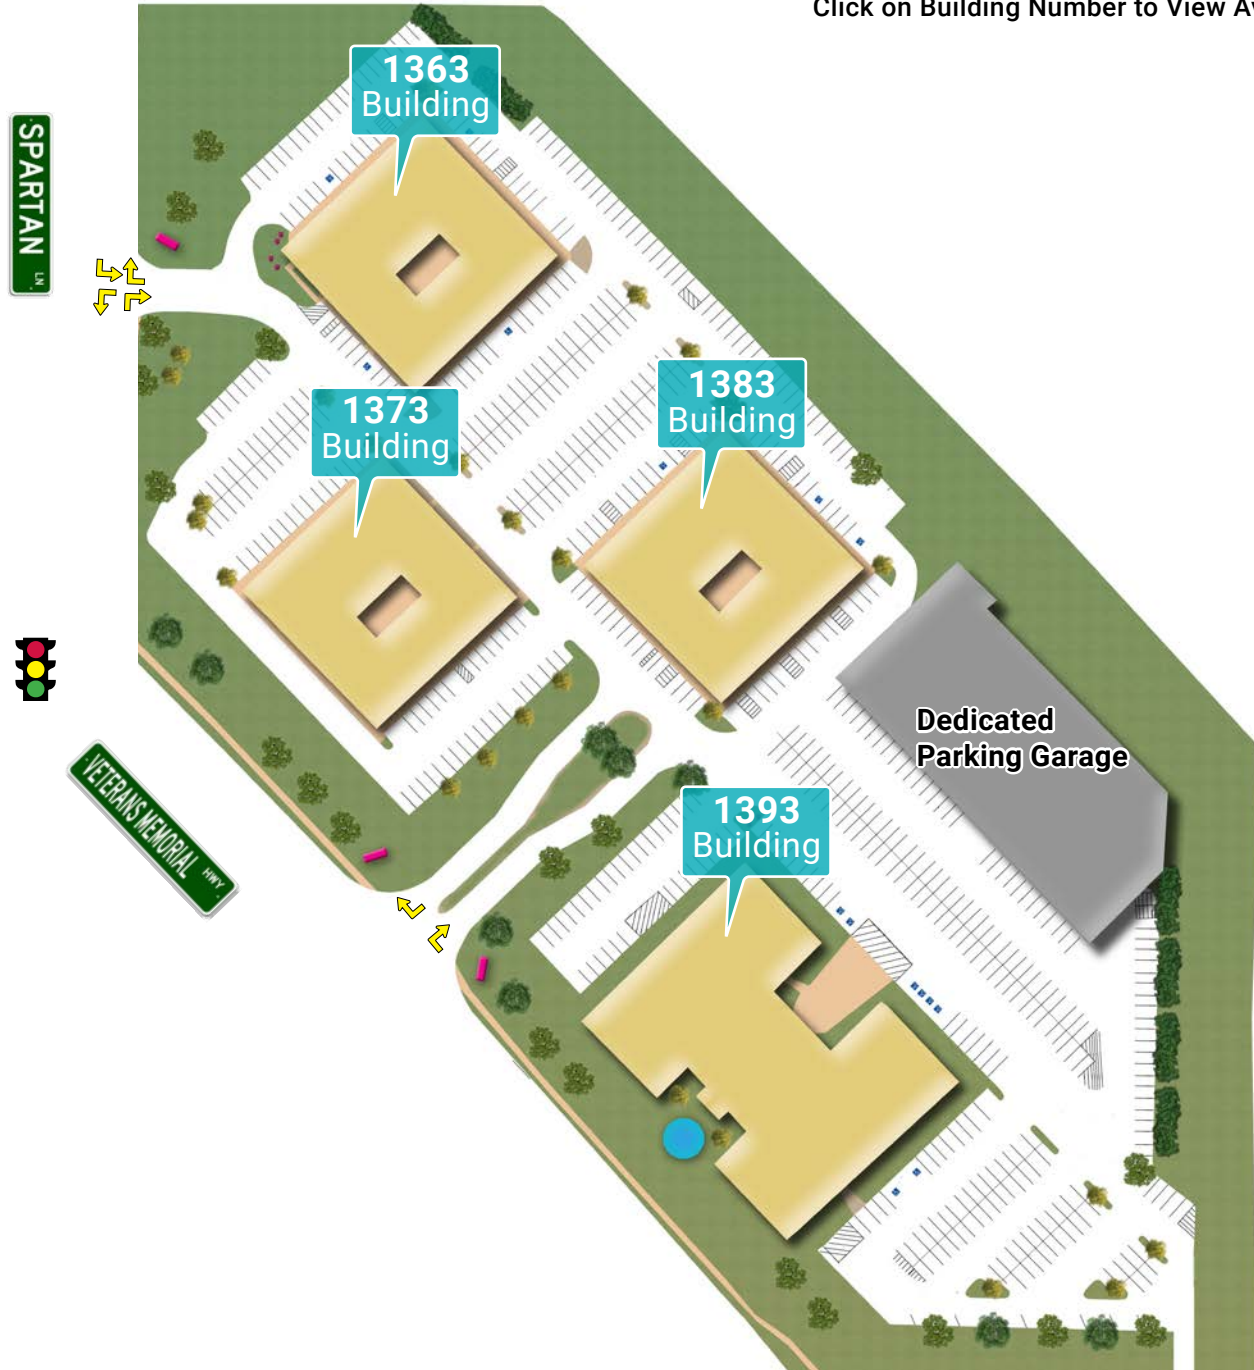 Click on Building Number to View Av
1363
Building
SPARTAN LN
1383
Building
1373
Building
Dedicated
Parking Garage
VETERANS MEMORIAL HWY
1393
Building